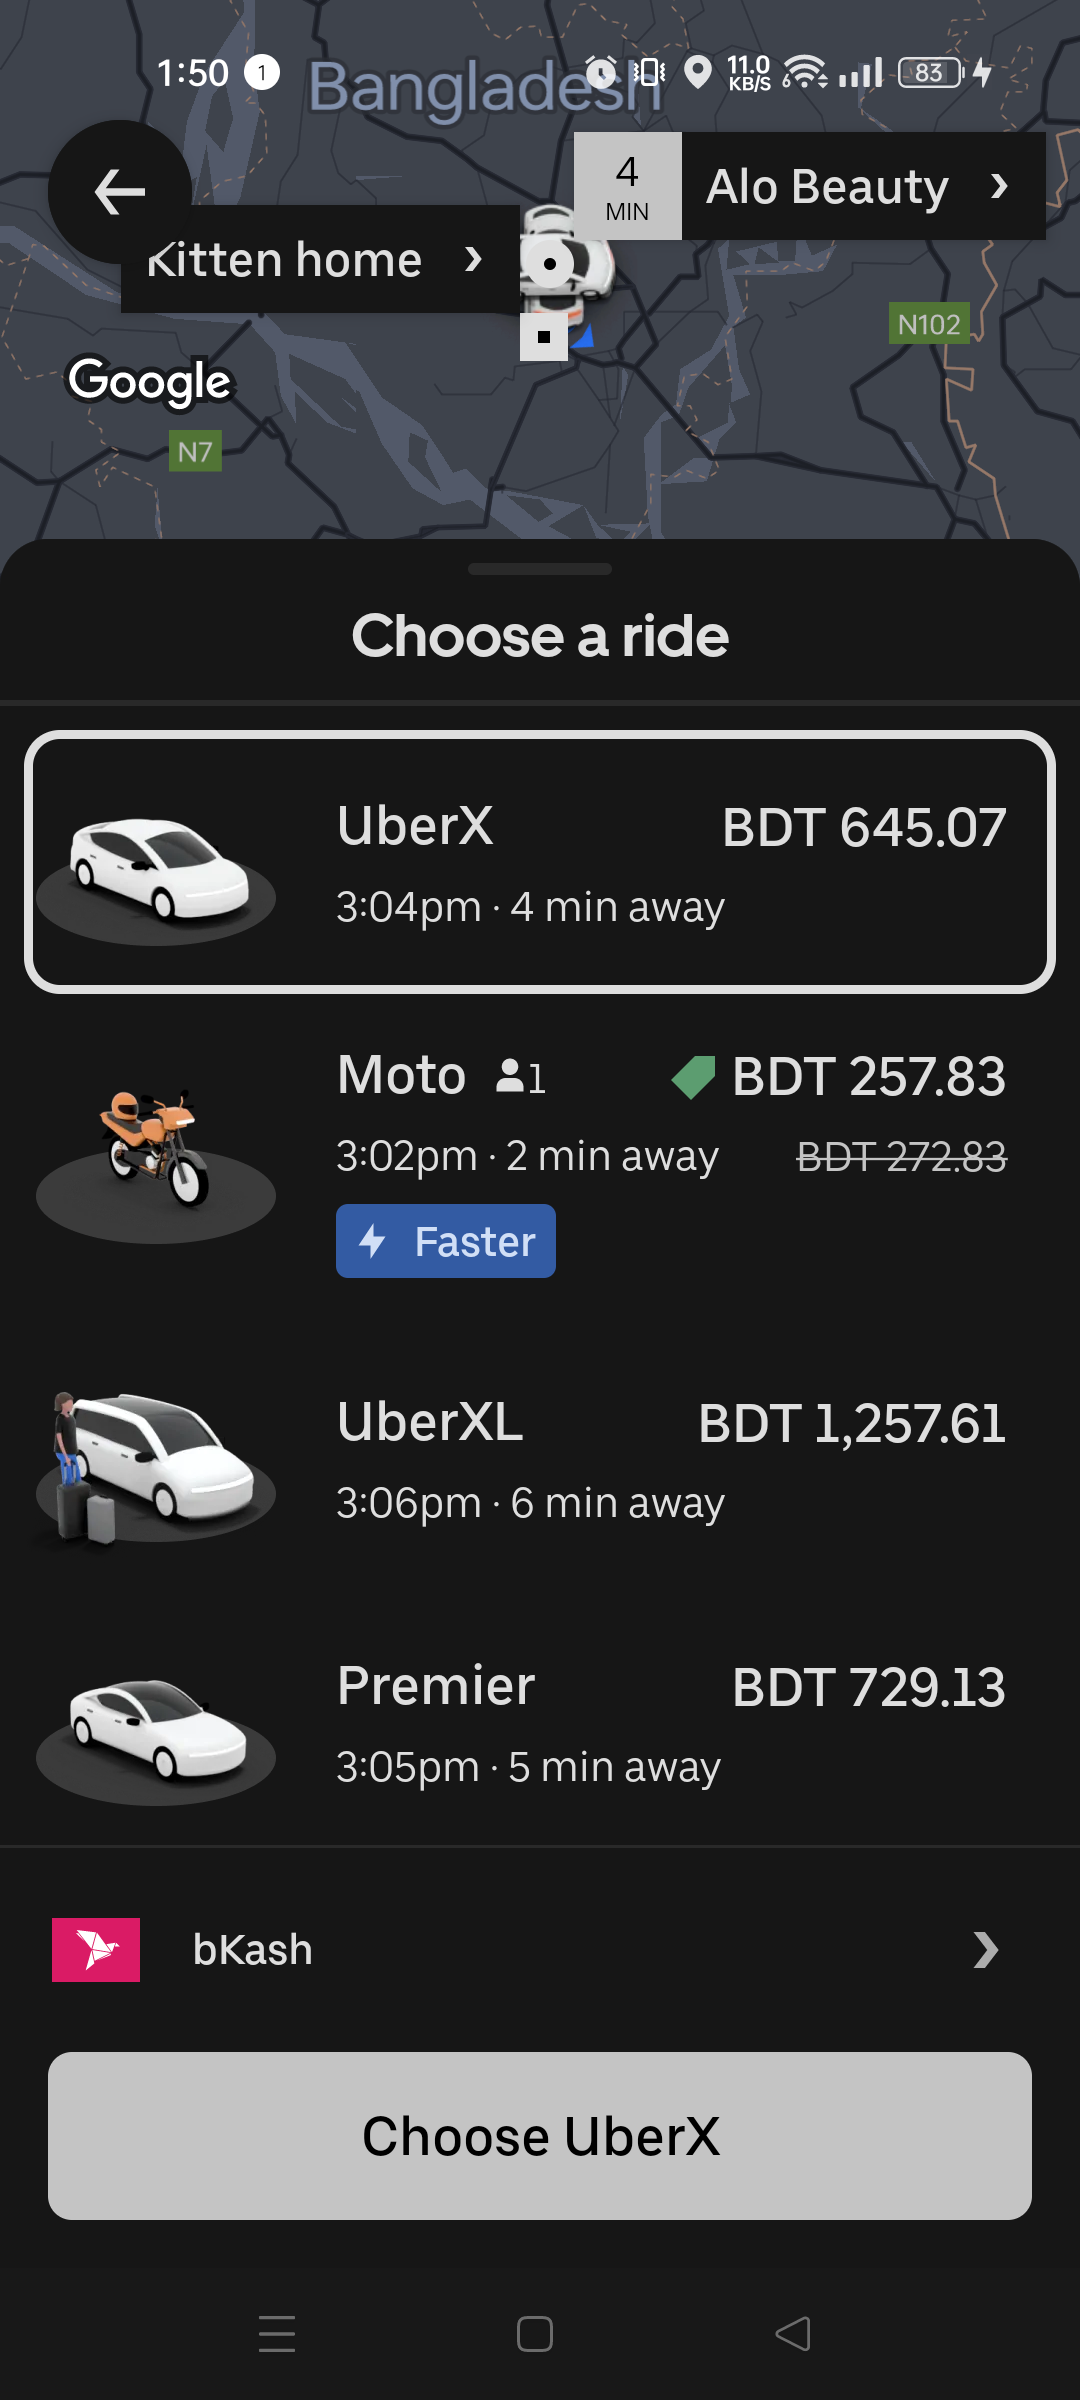 1:50 1
11.0
KB/S
6
83
Bangladesh
4
MIN
Alo Beauty
Kitten home
N102
Google
N7
Choose a ride
UberX BDT 645.07
3:04pm · 4 min away
Moto 1 BDT 257.83
3:02pm · 2 min away BDT 272.83
Faster
UberXL BDT 1,257.61
3:06pm · 6 min away
Premier BDT 729.13
3:05pm · 5 min away
bKash
Choose UberX